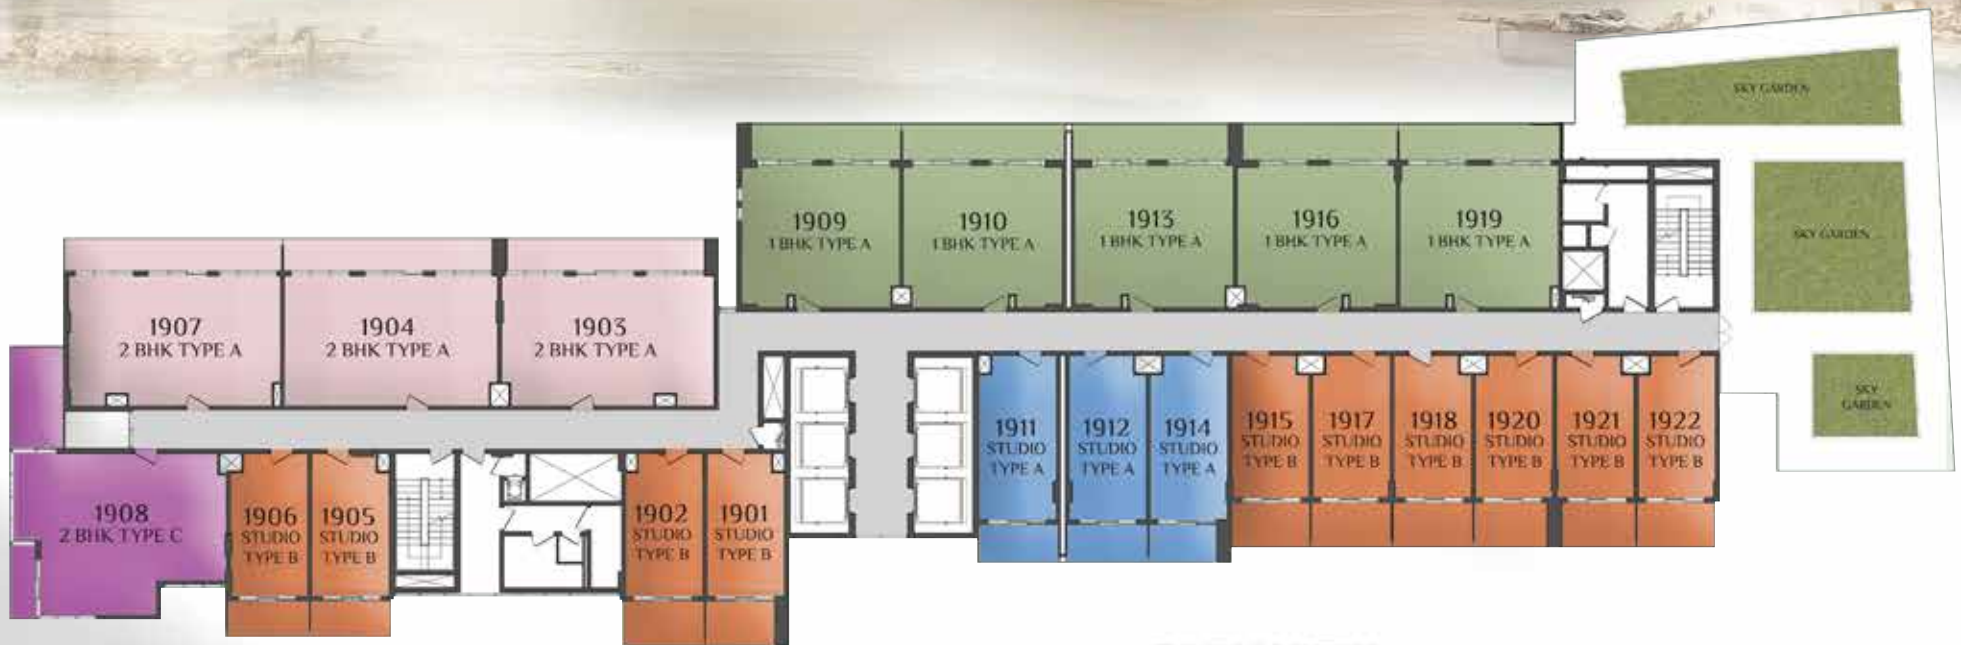 SKY GARDEN
SKY GARDEN
SKY
GARDEN
1909
1 BHK TYPE A
1910
1 BHK TYPE A
1913
1 BHK TYPE A
1916
1 BHK TYPE A
1919
1 BHK TYPE A
1907
2 BHK TYPE A
1904
2 BHK TYPE A
1903
2 BHK TYPE A
1911
STUDIO
TYPE A
1912
STUDIO
TYPE A
1914
STUDIO
TYPE A
1915
STUDIO
TYPE B
1917
STUDIO
TYPE B
1918
STUDIO
TYPE B
1920
STUDIO
TYPE B
1921
STUDIO
TYPE B
1922
STUDIO
TYPE B
1908
2 BHK TYPE C
1906
STUDIO
TYPE B
1905
STUDIO
TYPE B
1902
STUDIO
TYPE B
1901
STUDIO
TYPE B